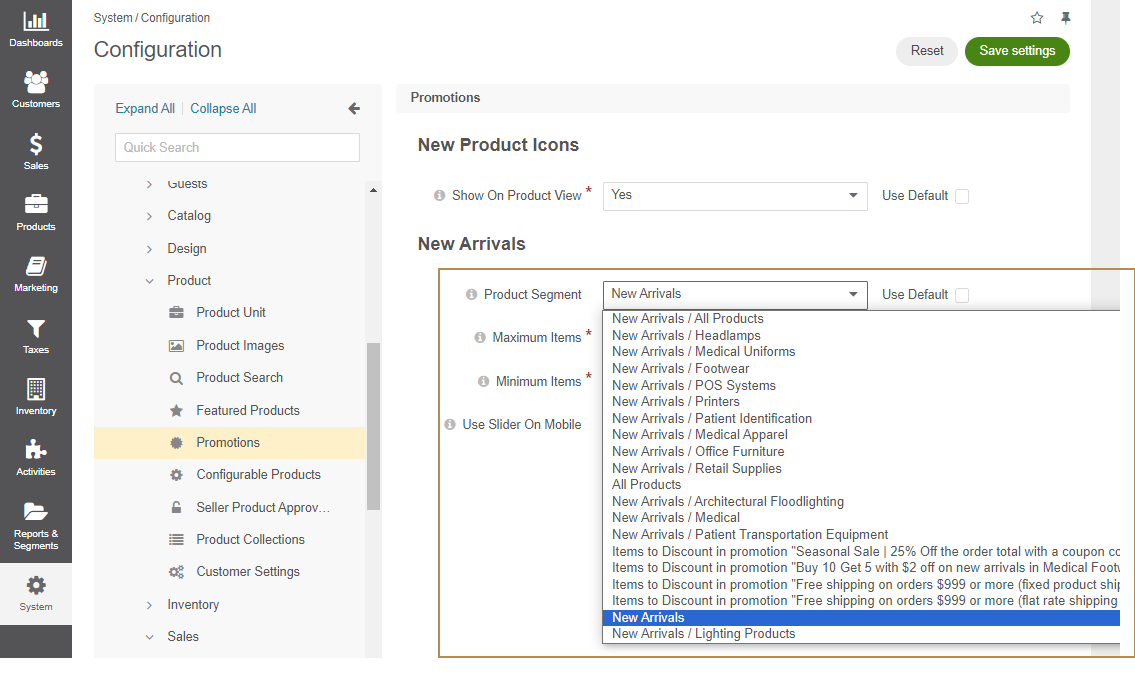 Dashboards
Customers
Sales
Products
Marketing
Taxes
Inventory
Activities
Reports &
Segments
System
System / Configuration
Configuration
Reset
Save settings
Expand All | Collapse All
Quick Search
Guests
Catalog
Design
Product
Product Unit
Product Images
Product Search
Featured Products
Promotions
Configurable Products
Seller Product Approv...
Product Collections
Customer Settings
Inventory
Sales
Promotions
New Product Icons
Show On Product View * Yes Use Default
New Arrivals
Product Segment New Arrivals Use Default
Maximum Items *
Minimum Items *
Use Slider On Mobile
New Arrivals / All Products
New Arrivals / Headlamps
New Arrivals / Medical Uniforms
New Arrivals / Footwear
New Arrivals / POS Systems
New Arrivals / Printers
New Arrivals / Patient Identification
New Arrivals / Medical Apparel
New Arrivals / Office Furniture
New Arrivals / Retail Supplies
All Products
New Arrivals / Architectural Floodlighting
New Arrivals / Medical
New Arrivals / Patient Transportation Equipment
Items to Discount in promotion "Seasonal Sale | 25% Off the order total with a coupon co
Items to Discount in promotion "Buy 10 Get 5 with $2 off on new arrivals in Medical Footw
Items to Discount in promotion "Free shipping on orders $999 or more (fixed product ship
Items to Discount in promotion "Free shipping on orders $999 or more (flat rate shipping
New Arrivals
New Arrivals / Lighting Products